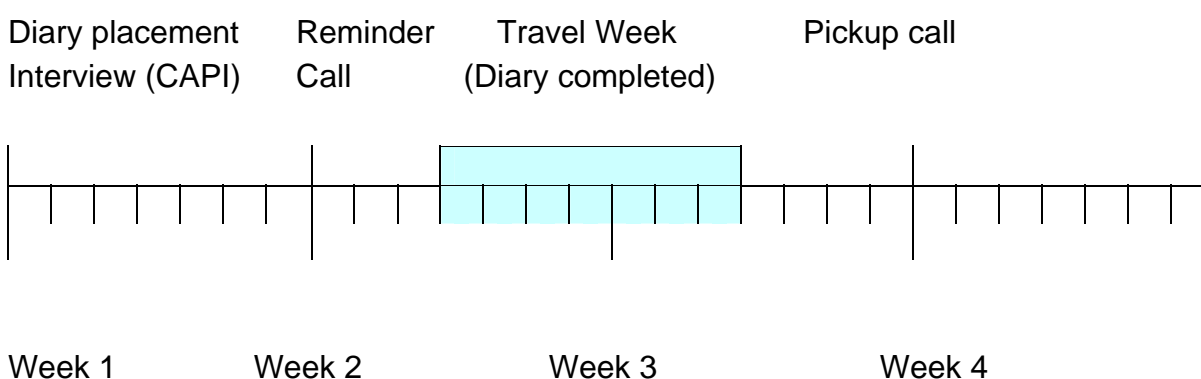 Diary placement
Interview (CAPI)
Reminder
Call
Travel Week
(Diary completed)
Pickup call
Week 1
Week 2
Week 3
Week 4